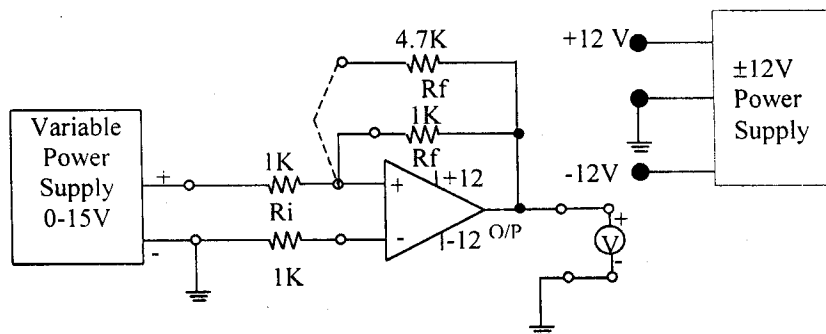 4.7K
Rf
1K
Rf
+12 V
-12V
±12V
Power
Supply
Variable
Power
Supply
0-15V
+
-
1K
Ri
1K
+
-
+12
-12
O/P
+
V
-